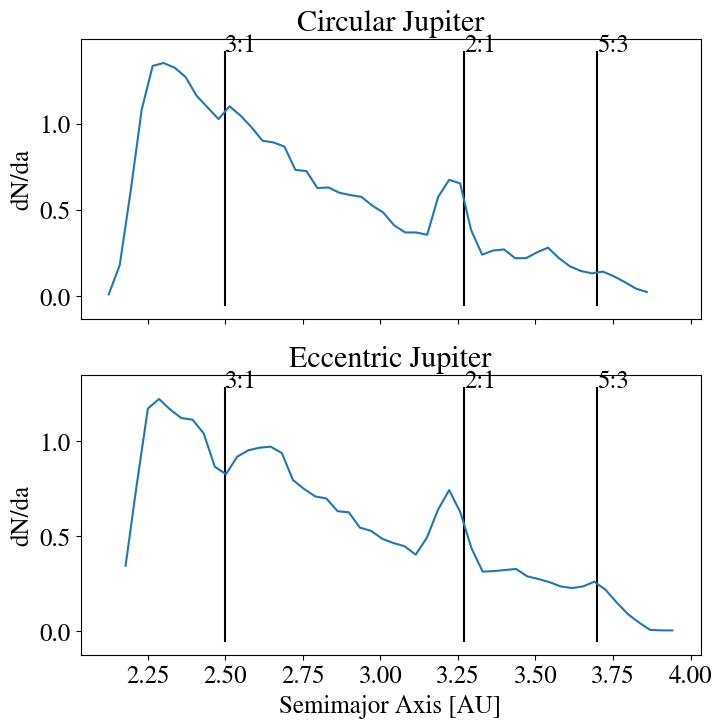 Circular Jupiter
3:1 2:1 5:3
1.0
0.5
0.0
dN/da
Eccentric Jupiter
3:1 2:1 5:3
1.0
0.5
0.0
dN/da
2.25 2.50 2.75 3.00 3.25 3.50 3.75 4.00
Semimajor Axis [AU]